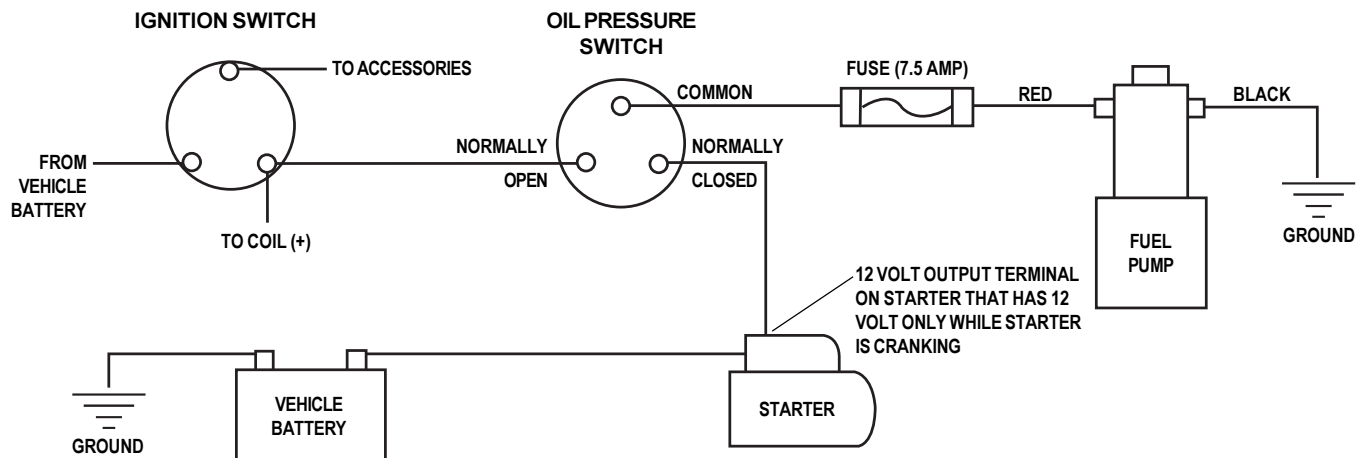 IGNITION SWITCH
OIL PRESSURE
SWITCH
TO ACCESSORIES
FUSE (7.5 AMP)
COMMON
RED
BLACK
FROM
VEHICLE
BATTERY
NORMALLY
OPEN
NORMALLY
CLOSED
TO COIL (+)
GROUND
FUEL
PUMP
12 VOLT OUTPUT TERMINAL
ON STARTER THAT HAS 12
VOLT ONLY WHILE STARTER
IS CRANKING
GROUND
VEHICLE
BATTERY
STARTER